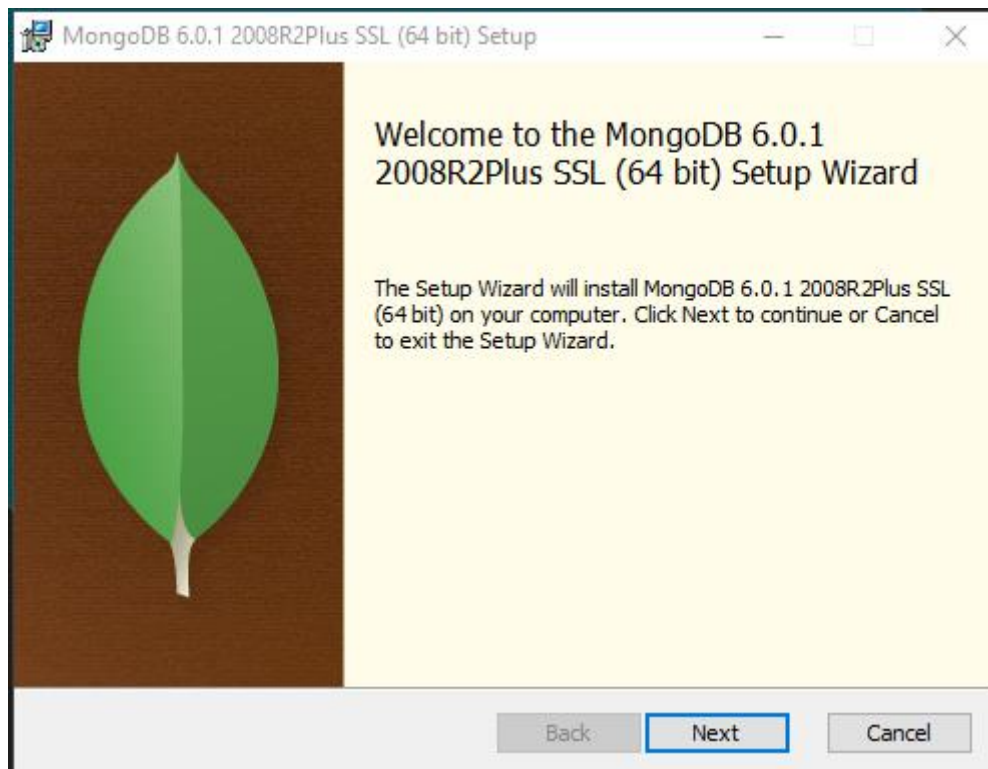 MongoDB 6.0.1 2008R2Plus SSL (64 bit) Setup
Welcome to the MongoDB 6.0.1
2008R2Plus SSL (64 bit) Setup Wizard
The Setup Wizard will install MongoDB 6.0.1 2008R2Plus SSL
(64 bit) on your computer. Click Next to continue or Cancel
to exit the Setup Wizard.
Back Next Cancel